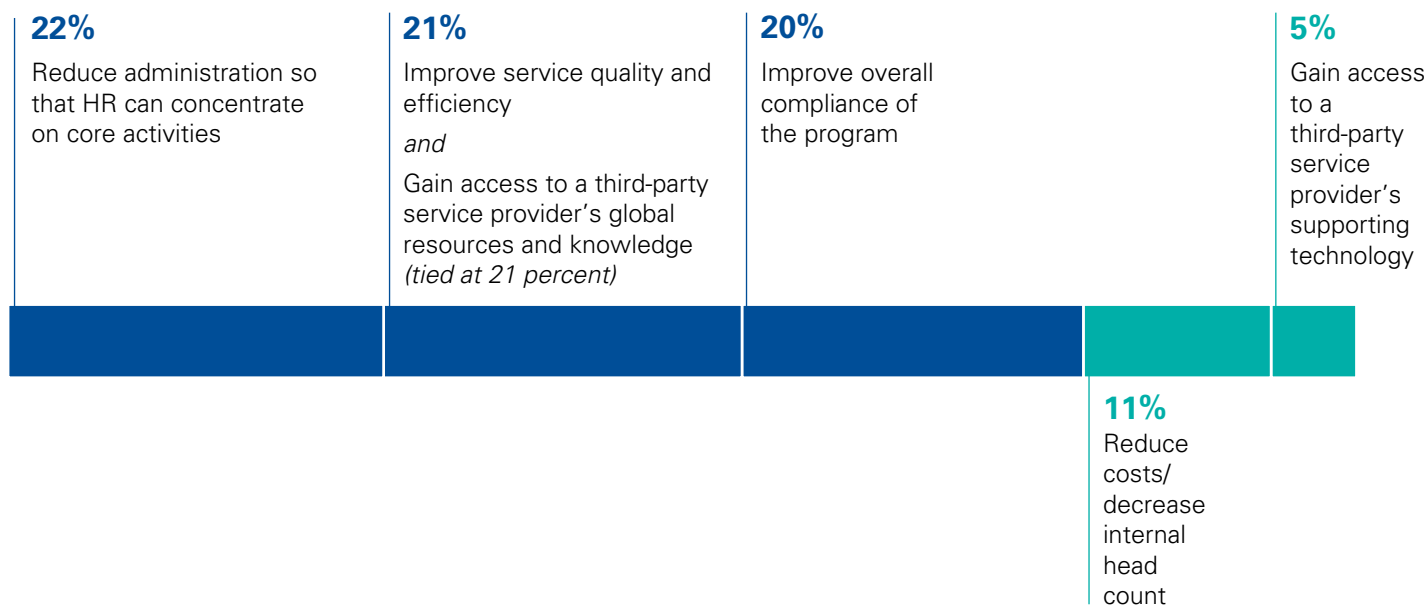 22%
Reduce administration so
that HR can concentrate
on core activities
21%
Improve service quality and
efficiency
and
Gain access to a third-party
service provider’s global
resources and knowledge
(tied at 21 percent)
20%
Improve overall
compliance of
the program
5%
Gain access
to a
third-party
service
provider’s
supporting
technology
11%
Reduce
costs/
decrease
internal
head
count